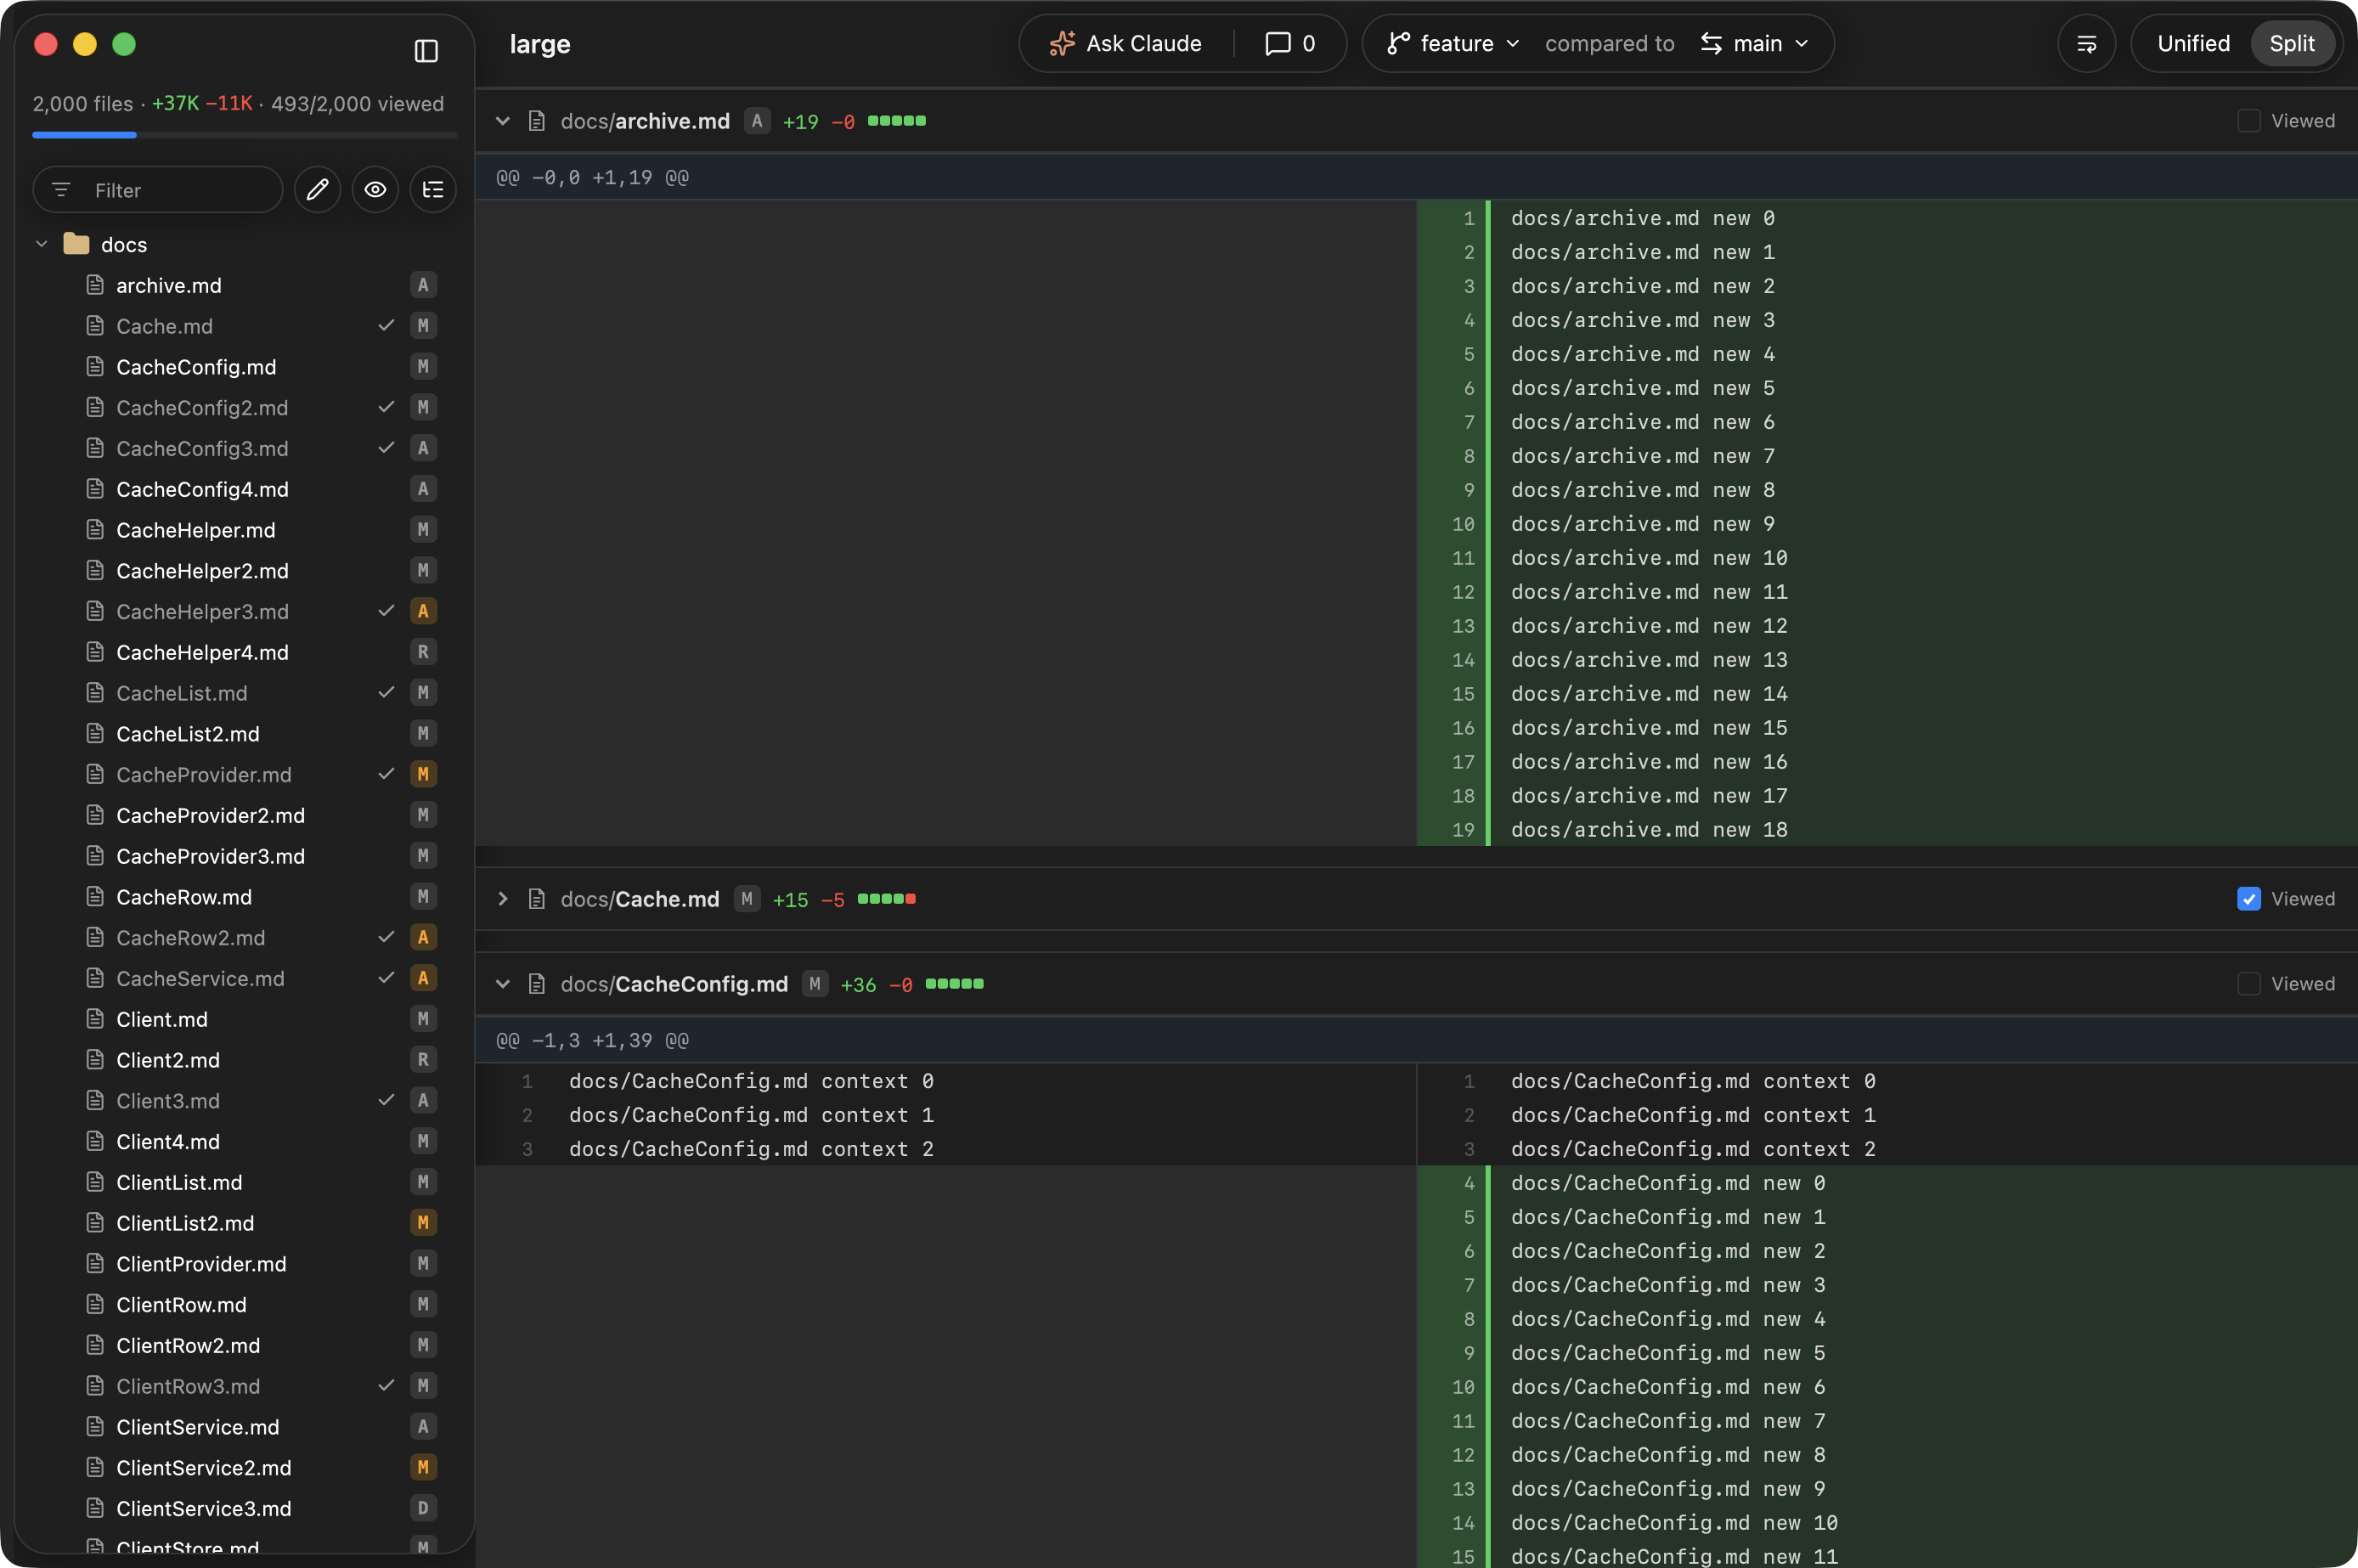 large
Ask Claude
0
feature
compared to
main
Unified
Split
2,000 files · +37K −11K · 493/2,000 viewed
Filter
docs
archive.md A
Cache.md M
CacheConfig.md M
CacheConfig2.md M
CacheConfig3.md A
CacheConfig4.md A
CacheHelper.md M
CacheHelper2.md M
CacheHelper3.md A
CacheHelper4.md R
CacheList.md M
CacheList2.md M
CacheProvider.md M
CacheProvider2.md M
CacheProvider3.md M
CacheRow.md M
CacheRow2.md A
CacheService.md A
Client.md M
Client2.md R
Client3.md A
Client4.md M
ClientList.md M
ClientList2.md M
ClientProvider.md M
ClientRow.md M
ClientRow2.md M
ClientRow3.md M
ClientService.md A
ClientService2.md M
ClientService3.md D
ClientStore.md M
docs/archive.md A +19 −0 Viewed
@@ −0,0 +1,19 @@
1 docs/archive.md new 0
2 docs/archive.md new 1
3 docs/archive.md new 2
4 docs/archive.md new 3
5 docs/archive.md new 4
6 docs/archive.md new 5
7 docs/archive.md new 6
8 docs/archive.md new 7
9 docs/archive.md new 8
10 docs/archive.md new 9
11 docs/archive.md new 10
12 docs/archive.md new 11
13 docs/archive.md new 12
14 docs/archive.md new 13
15 docs/archive.md new 14
16 docs/archive.md new 15
17 docs/archive.md new 16
18 docs/archive.md new 17
19 docs/archive.md new 18
docs/Cache.md M +15 −5 Viewed
docs/CacheConfig.md M +36 −0 Viewed
@@ −1,3 +1,39 @@
1 docs/CacheConfig.md context 0 1 docs/CacheConfig.md context 0
2 docs/CacheConfig.md context 1 2 docs/CacheConfig.md context 1
3 docs/CacheConfig.md context 2 3 docs/CacheConfig.md context 2
4 docs/CacheConfig.md new 0
5 docs/CacheConfig.md new 1
6 docs/CacheConfig.md new 2
7 docs/CacheConfig.md new 3
8 docs/CacheConfig.md new 4
9 docs/CacheConfig.md new 5
10 docs/CacheConfig.md new 6
11 docs/CacheConfig.md new 7
12 docs/CacheConfig.md new 8
13 docs/CacheConfig.md new 9
14 docs/CacheConfig.md new 10
15 docs/CacheConfig.md new 11